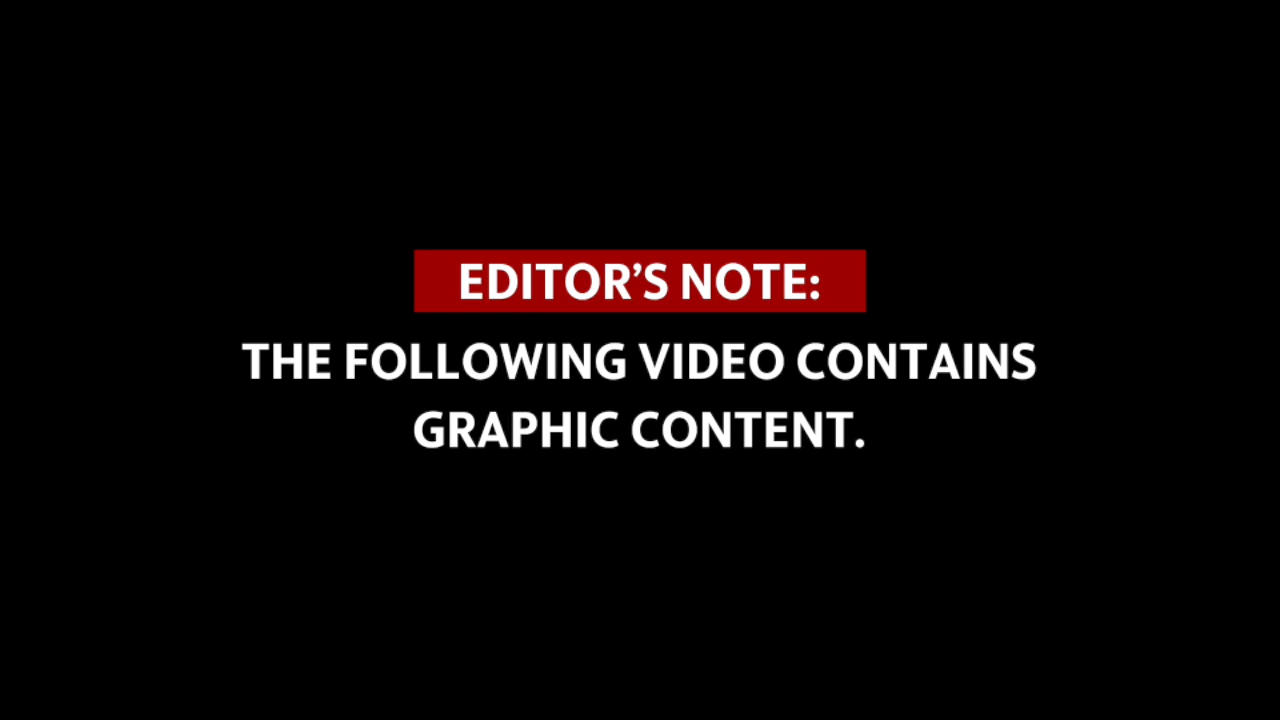 EDITOR’S NOTE:
THE FOLLOWING VIDEO CONTAINS
GRAPHIC CONTENT.